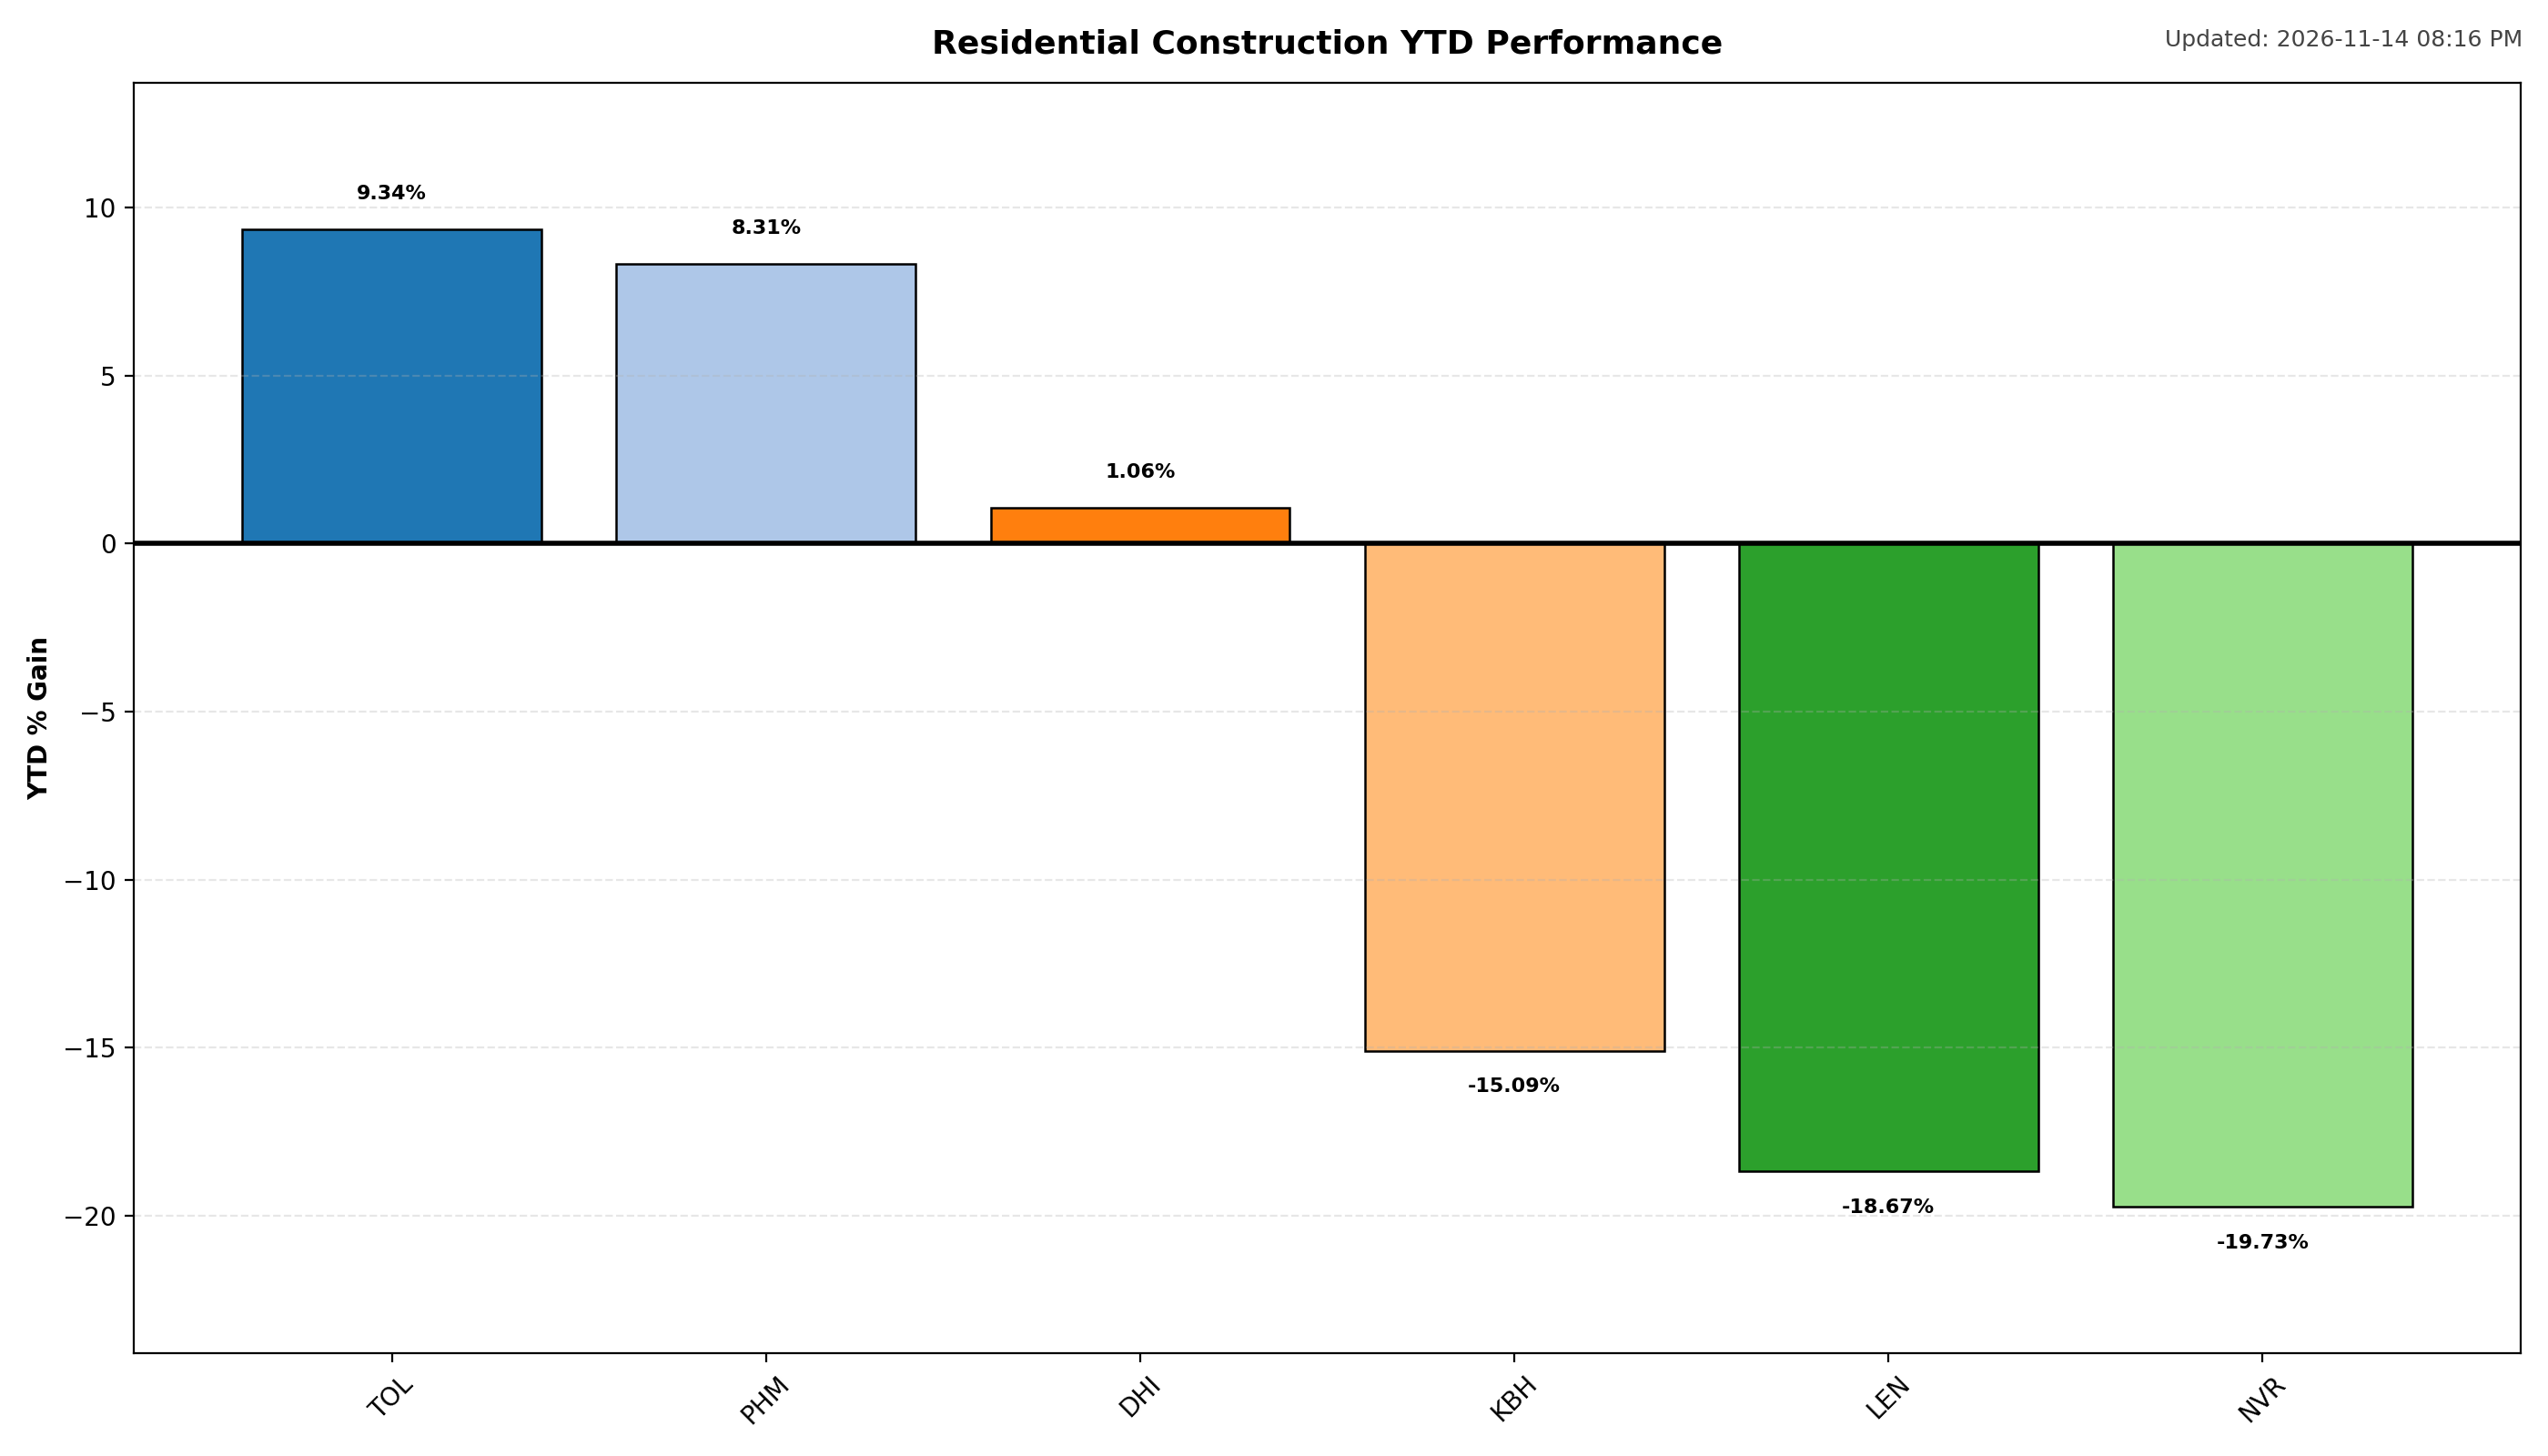 Residential Construction YTD Performance
Updated: 2026-11-14 08:16 PM
YTD % Gain
10
5
0
−5
−10
−15
−20
9.34%
8.31%
1.06%
-15.09%
-18.67%
-19.73%
TOL
PHM
DHI
KBH
LEN
NVR